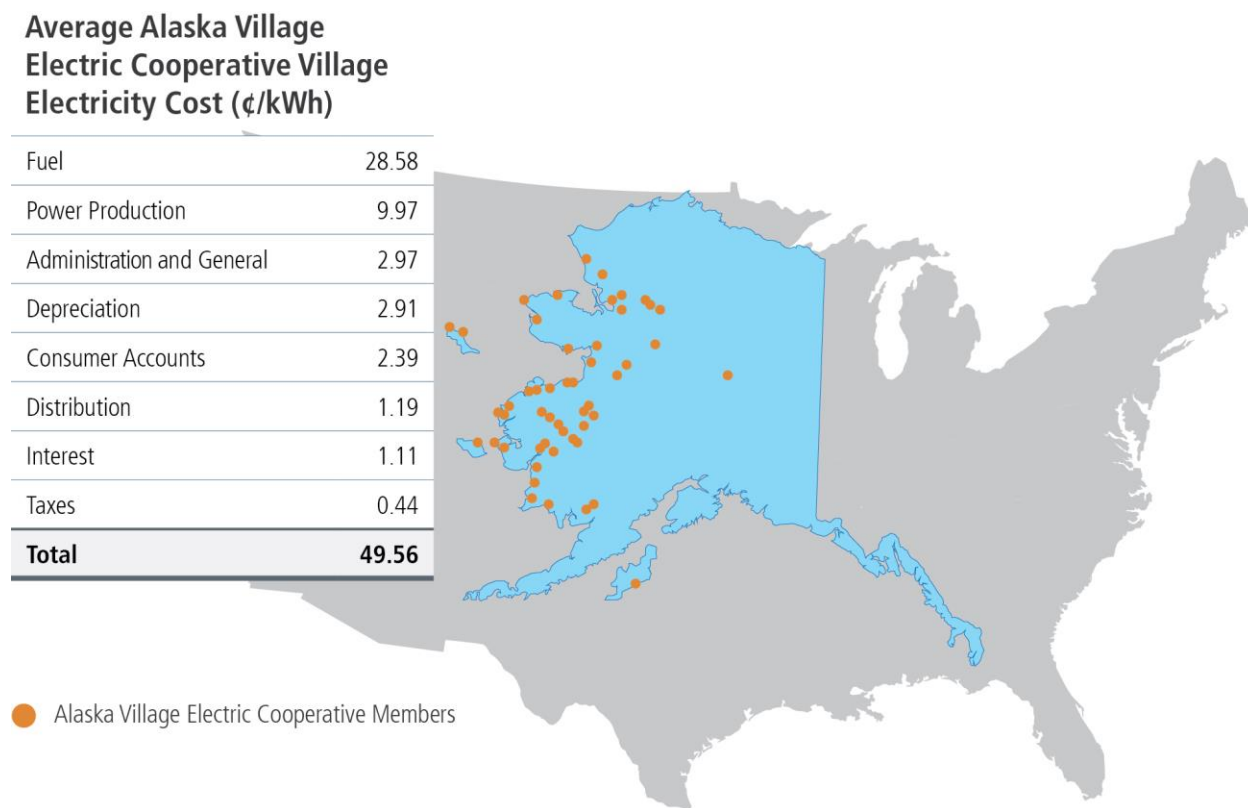 Average Alaska Village
Electric Cooperative Village
Electricity Cost (¢/kWh)
Fuel 28.58
Power Production 9.97
Administration and General 2.97
Depreciation 2.91
Consumer Accounts 2.39
Distribution 1.19
Interest 1.11
Taxes 0.44
Total 49.56
Alaska Village Electric Cooperative Members